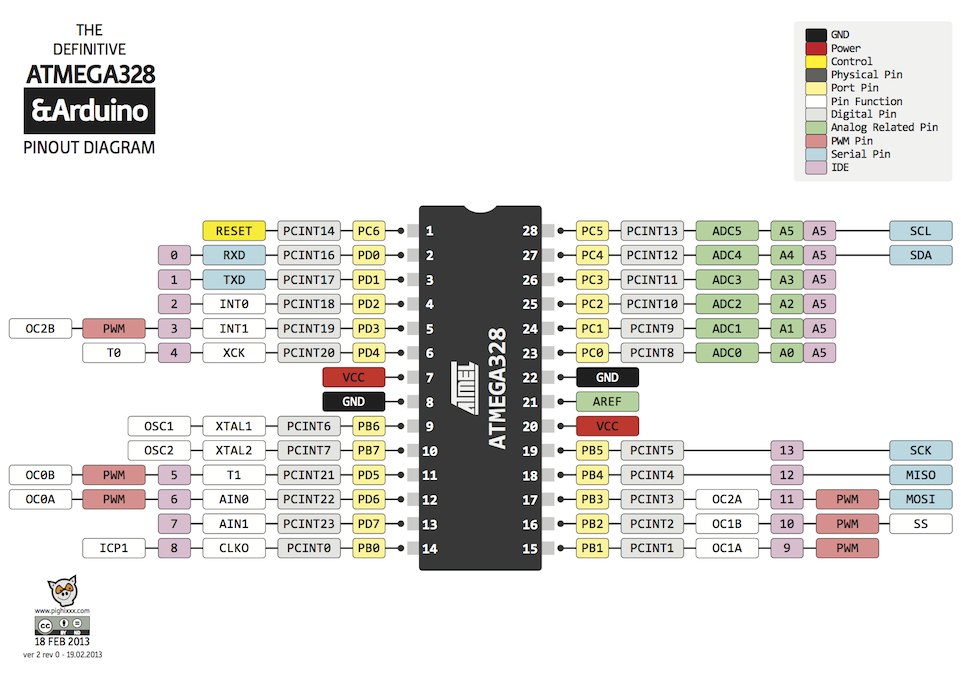 THE
DEFINITIVE
ATMEGA328
&Arduino
PINOUT DIAGRAM
GND
Power
Control
Physical Pin
Port Pin
Pin Function
Digital Pin
Analog Related Pin
PWM Pin
Serial Pin
IDE
RESET PCINT14 PC6 1 28 PC5 PCINT13 ADC5 A5 A5 SCL
0 RXD PCINT16 PD0 2 27 PC4 PCINT12 ADC4 A4 A5 SDA
1 TXD PCINT17 PD1 3 26 PC3 PCINT11 ADC3 A3 A5
2 INT0 PCINT18 PD2 4 25 PC2 PCINT10 ADC2 A2 A5
OC2B PWM 3 INT1 PCINT19 PD3 5 24 PC1 PCINT9 ADC1 A1 A5
T0 4 XCK PCINT20 PD4 6 23 PC0 PCINT8 ADC0 A0 A5
VCC 7 22 GND
GND 8 21 AREF
OSC1 XTAL1 PCINT6 PB6 9 20 VCC
OSC2 XTAL2 PCINT7 PB7 10 19 PB5 PCINT5 13 SCK
OC0B PWM 5 T1 PCINT21 PD5 11 18 PB4 PCINT4 12 MISO
OC0A PWM 6 AIN0 PCINT22 PD6 12 17 PB3 PCINT3 OC2A 11 PWM MOSI
7 AIN1 PCINT23 PD7 13 16 PB2 PCINT2 OC1B 10 PWM SS
ICP1 8 CLKO PCINT0 PB0 14 15 PB1 PCINT1 OC1A 9 PWM
ATMEL
ATMEGA328
www.pighixxx.com
cc BY ND
18 FEB 2013
ver 2 rev 0 - 19.02.2013